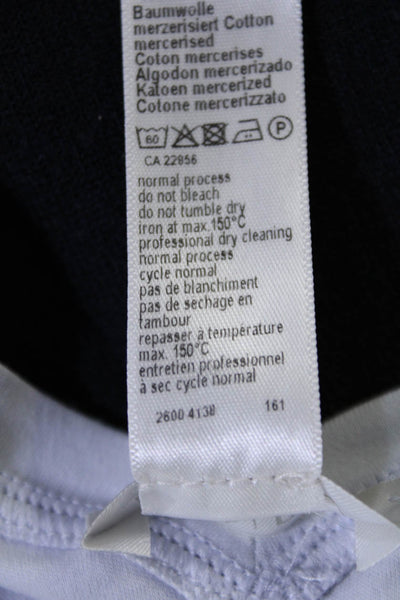 Baumwolle
merzerisiert Cotton
mercerised
Coton mercerises
Algodon mercerizado
Katoen mercerized
Cotone mercerizzato
60 P
CA 22856
normal process
do not bleach
do not tumble dry
iron at max.150°C
professional dry cleaning
normal process
cycle normal
pas de blanchiment
pas de sechage en
tambour
repasser à température
max. 150°C
entretien professionnel
à sec cycle normal
2600 4138 161